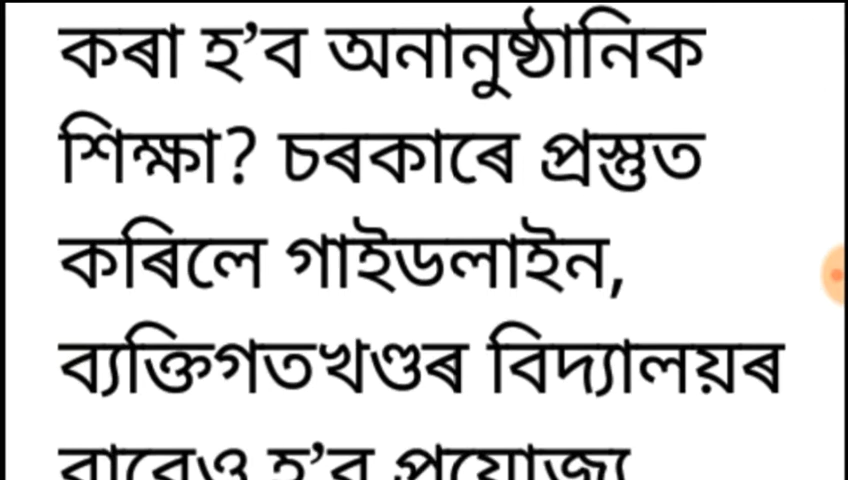 কৰা হ’ব অনানুষ্ঠানিক
শিক্ষা? চৰকাৰে প্ৰস্তুত
কৰিলে গাইডলাইন,
ব্যক্তিগতখণ্ডৰ বিদ্যালয়ৰ
বাবেও হ’ব প্ৰযোজ্য